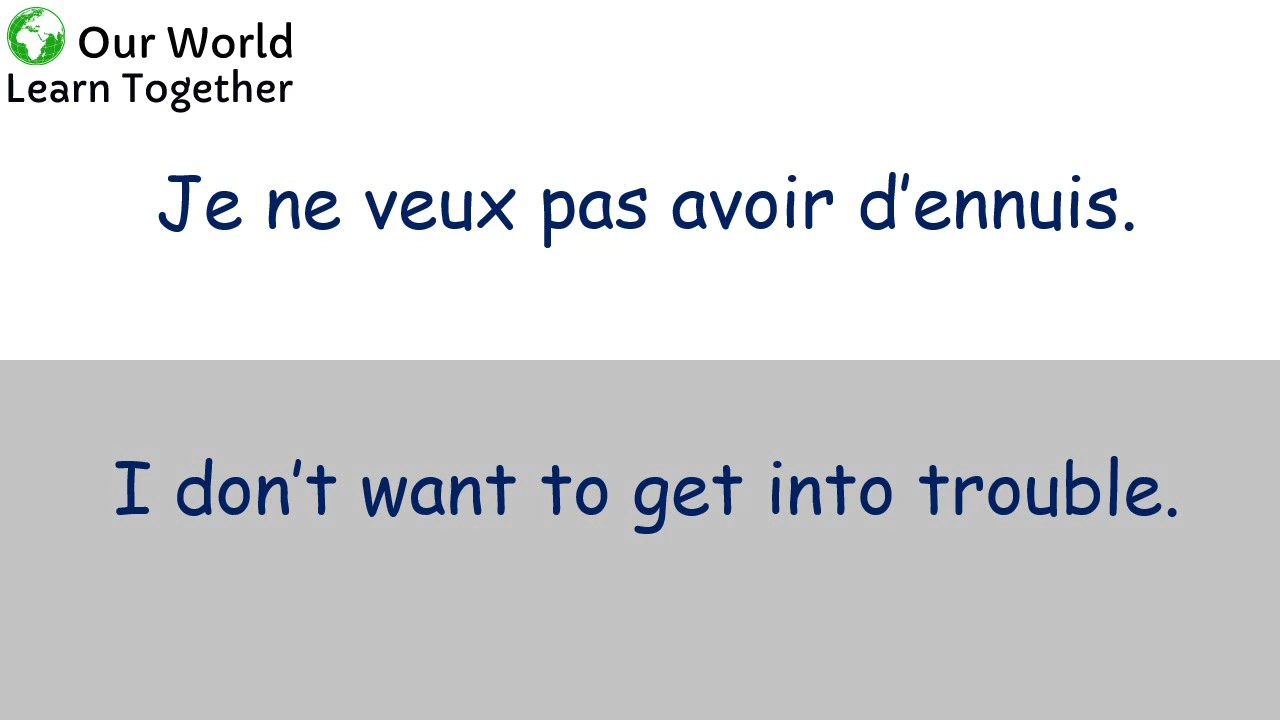 Our World
Learn Together
Je ne veux pas avoir d’ennuis.
I don’t want to get into trouble.